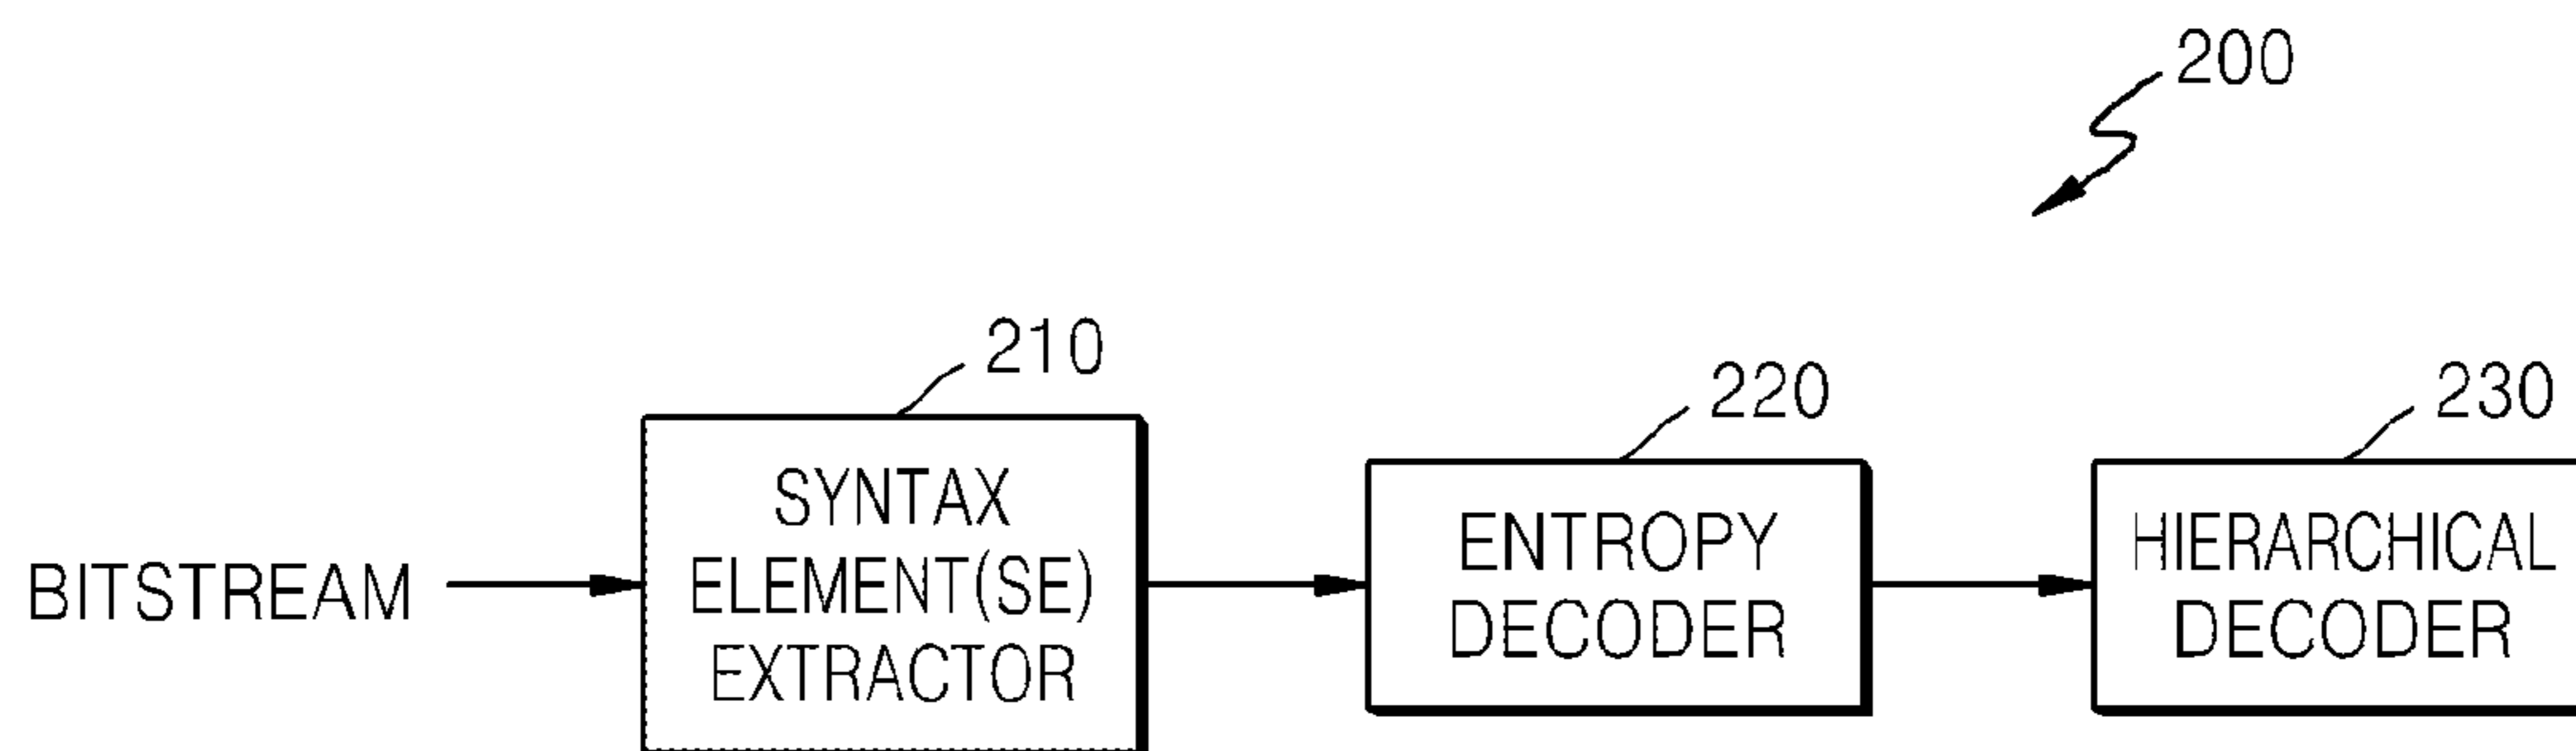 200
210
220
230
BITSTREAM
SYNTAX
ELEMENT(SE)
EXTRACTOR
ENTROPY
DECODER
HIERARCHICAL
DECODER